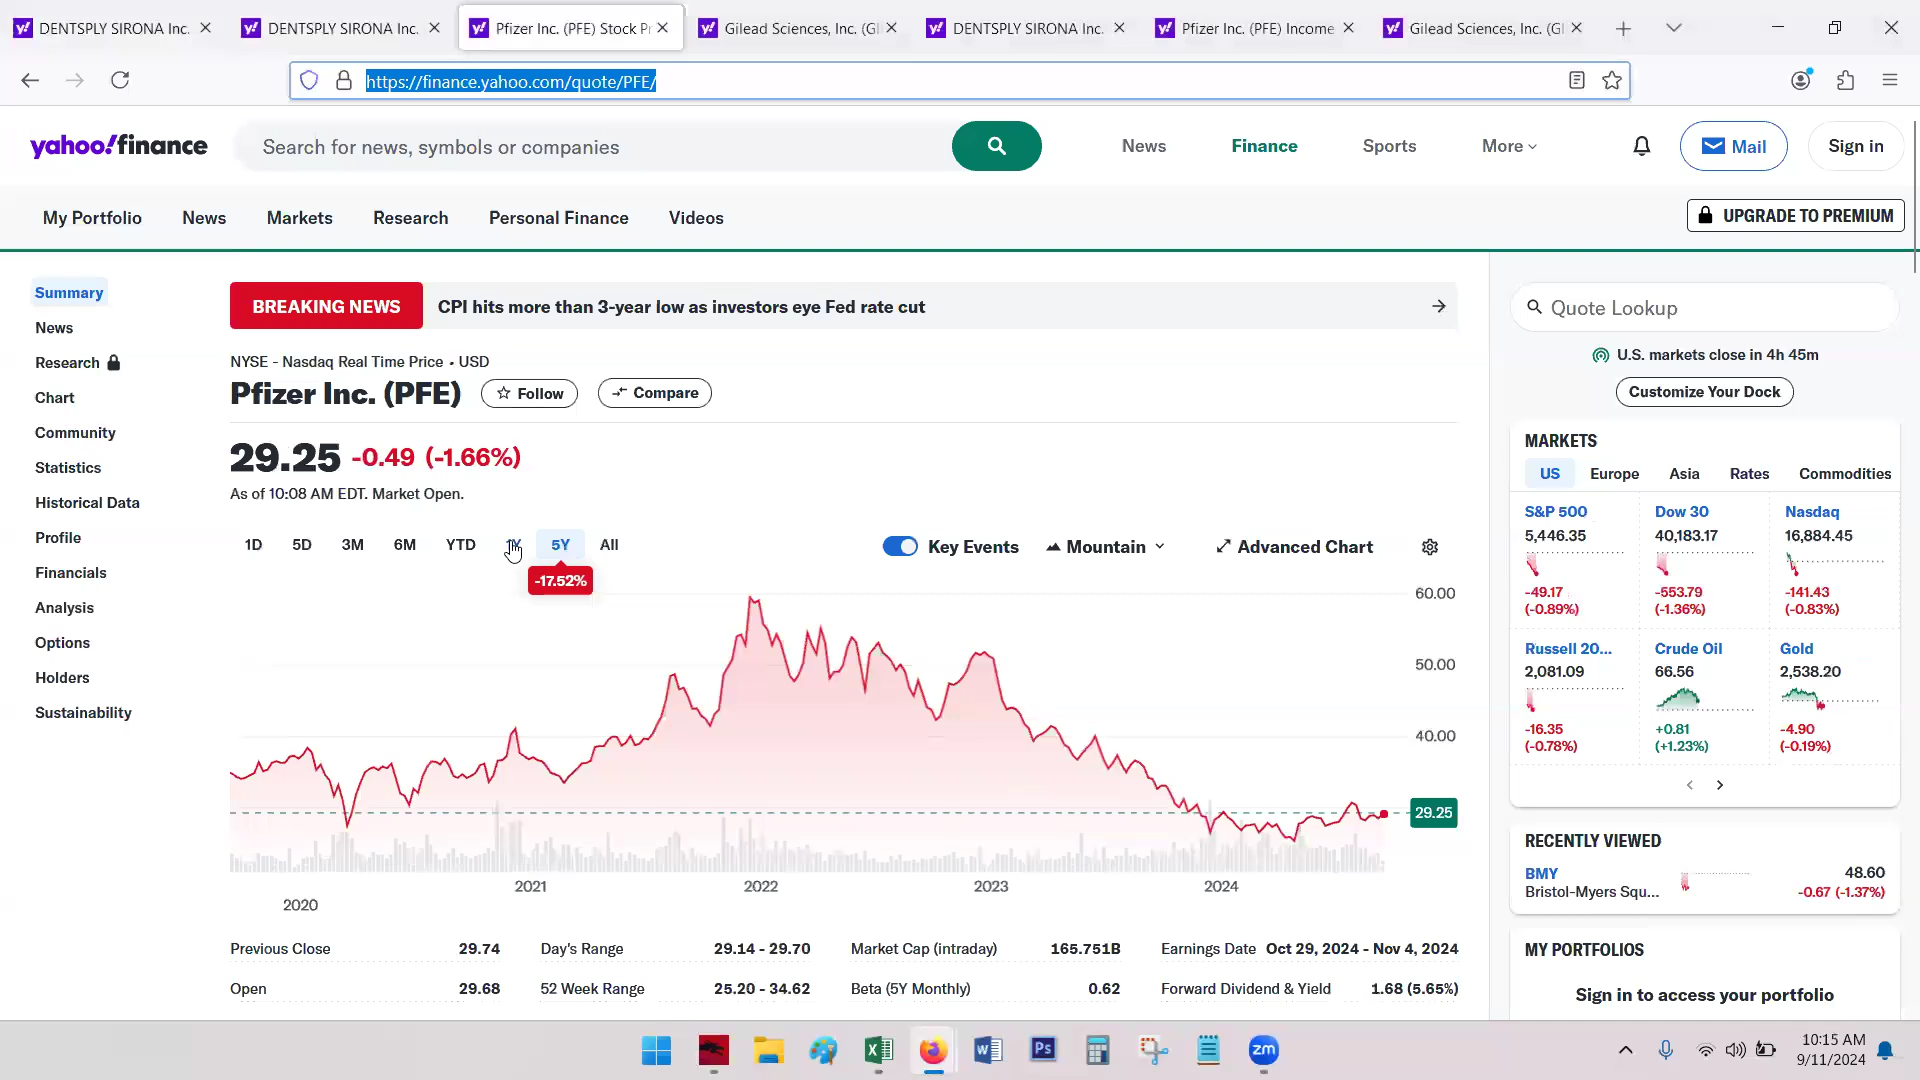 DENTSPLY SIRONA Inc.
DENTSPLY SIRONA Inc.
Pfizer Inc. (PFE) Stock Pr
Gilead Sciences, Inc. (GI
DENTSPLY SIRONA Inc.
Pfizer Inc. (PFE) Income
Gilead Sciences, Inc. (GI
https://finance.yahoo.com/quote/PFE/
yahoo!finance
Search for news, symbols or companies
News
Finance
Sports
More
Mail
Sign in
My Portfolio
News
Markets
Research
Personal Finance
Videos
UPGRADE TO PREMIUM
Summary
News
Research
Chart
Community
Statistics
Historical Data
Profile
Financials
Analysis
Options
Holders
Sustainability
BREAKING NEWS
CPI hits more than 3-year low as investors eye Fed rate cut
NYSE - Nasdaq Real Time Price • USD
Pfizer Inc. (PFE)
Follow
Compare
29.25 -0.49 (-1.66%)
As of 10:08 AM EDT. Market Open.
1D
5D
3M
6M
YTD
1Y
5Y
All
-17.52%
Key Events
Mountain
Advanced Chart
60.00
50.00
40.00
29.25
2020
2021
2022
2023
2024
Previous Close 29.74
Day's Range 29.14 - 29.70
Market Cap (intraday) 165.751B
Earnings Date Oct 29, 2024 - Nov 4, 2024
Open 29.68
52 Week Range 25.20 - 34.62
Beta (5Y Monthly) 0.62
Forward Dividend & Yield 1.68 (5.65%)
Quote Lookup
U.S. markets close in 4h 45m
Customize Your Dock
MARKETS
US
Europe
Asia
Rates
Commodities
S&P 500
5,446.35
-49.17
(-0.89%)
Dow 30
40,183.17
-553.79
(-1.36%)
Nasdaq
16,884.45
-141.43
(-0.83%)
Russell 20...
2,081.09
-16.35
(-0.78%)
Crude Oil
66.56
+0.81
(+1.23%)
Gold
2,538.20
-4.90
(-0.19%)
RECENTLY VIEWED
BMY 48.60
Bristol-Myers Squ... -0.67 (-1.37%)
MY PORTFOLIOS
Sign in to access your portfolio
Ps
zm
10:15 AM
9/11/2024